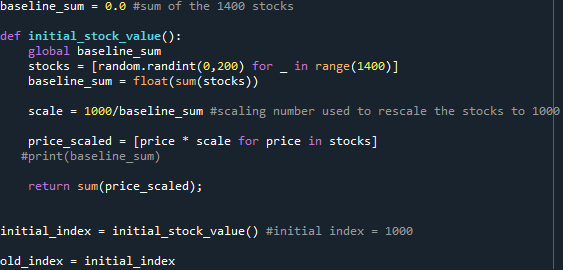 baseline_sum = 0.0 #sum of the 1400 stocks
def initial_stock_value():
global baseline_sum
stocks = [random.randint(0,200) for _ in range(1400)]
baseline_sum = float(sum(stocks))
scale = 1000/baseline_sum #scaling number used to rescale the stocks to 1000
price_scaled = [price * scale for price in stocks]
#print(baseline_sum)
return sum(price_scaled);
initial_index = initial_stock_value() #initial index = 1000
old_index = initial_index